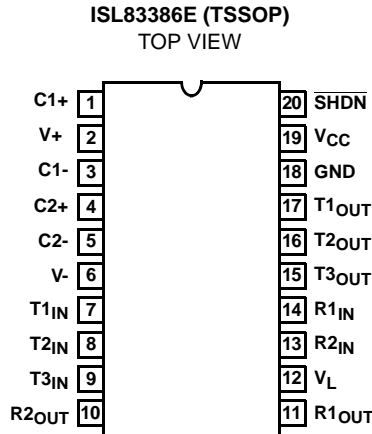 ISL83386E (TSSOP)
TOP VIEW
C1+ 1 20 SHDN
V+ 2 19 VCC
C1- 3 18 GND
C2+ 4 17 T1OUT
C2- 5 16 T2OUT
V- 6 15 T3OUT
T1IN 7 14 R1IN
T2IN 8 13 R2IN
T3IN 9 12 VL
R2OUT 10 11 R1OUT